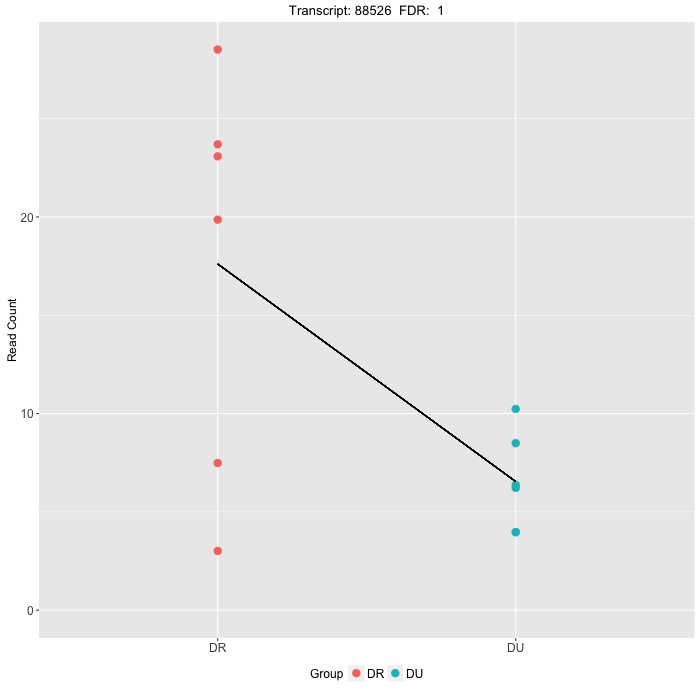 Transcript: 88526 FDR: 1
Read Count
20
10
0
DR DU
Group DR DU